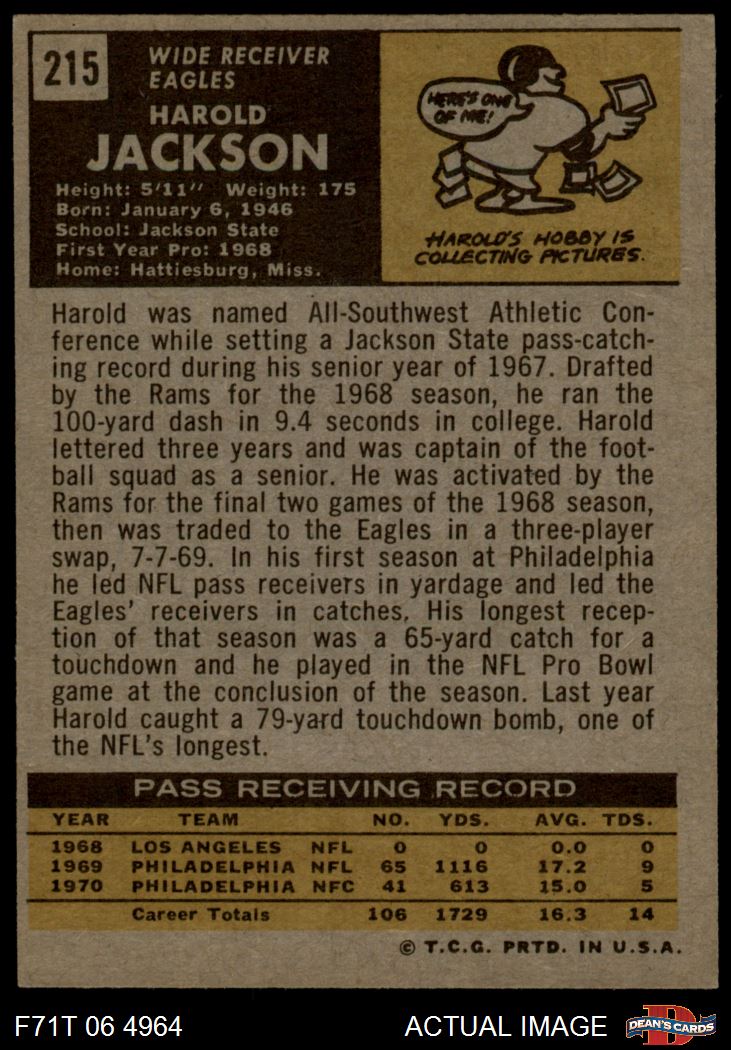 215
WIDE RECEIVER
EAGLES
HAROLD
JACKSON
Height: 5'11" Weight: 175
Born: January 6, 1946
School: Jackson State
First Year Pro: 1968
Home: Hattiesburg, Miss.
HERE'S ONE
OF ME!
HAROLD'S HOBBY IS
COLLECTING PICTURES.
Harold was named All-Southwest Athletic Con-
ference while setting a Jackson State pass-catch-
ing record during his senior year of 1967. Drafted
by the Rams for the 1968 season, he ran the
100-yard dash in 9.4 seconds in college. Harold
lettered three years and was captain of the foot-
ball squad as a senior. He was activated by the
Rams for the final two games of the 1968 season,
then was traded to the Eagles in a three-player
swap, 7-7-69. In his first season at Philadelphia
he led NFL pass receivers in yardage and led the
Eagles' receivers in catches. His longest recep-
tion of that season was a 65-yard catch for a
touchdown and he played in the NFL Pro Bowl
game at the conclusion of the season. Last year
Harold caught a 79-yard touchdown bomb, one of
the NFL's longest.
PASS RECEIVING RECORD
YEAR TEAM NO. YDS. AVG. TDS.
1968 LOS ANGELES NFL 0 0 0.0 0
1969 PHILADELPHIA NFL 65 1116 17.2 9
1970 PHILADELPHIA NFC 41 613 15.0 5
Career Totals 106 1729 16.3 14
© T.C.G. PRTD. IN U.S.A.
F71T 06 4964 ACTUAL IMAGE
D
DEAN'S CARDS